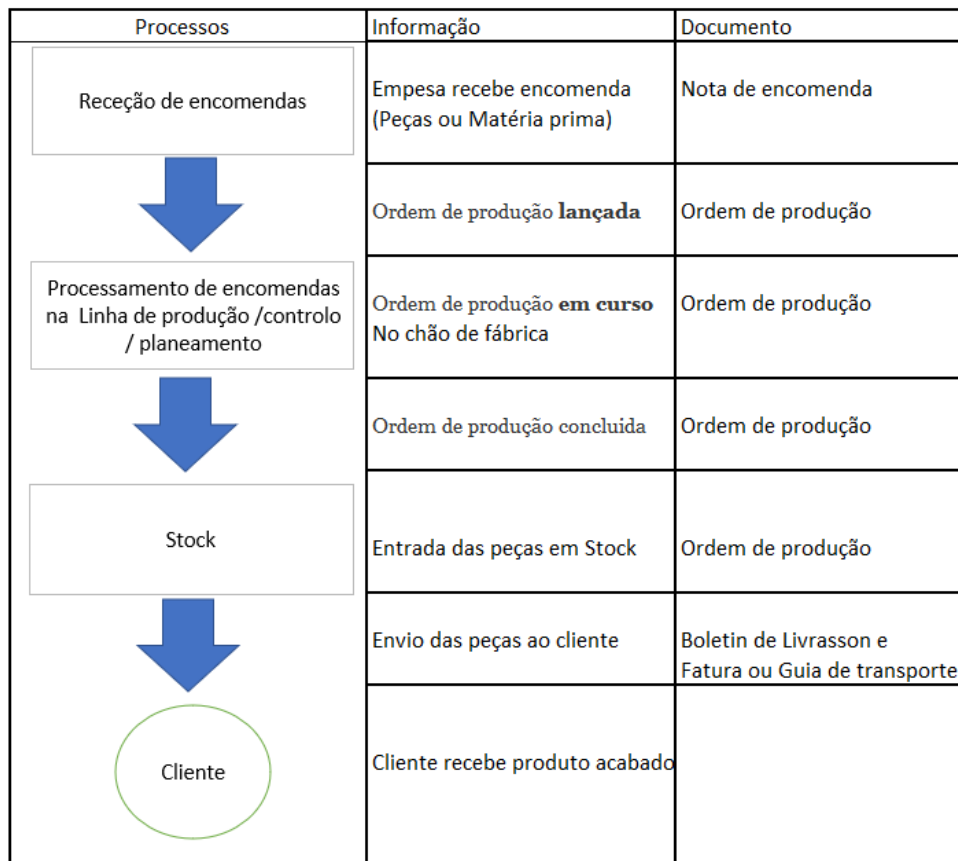 Processos
Informação
Documento
Receção de encomendas
Empesa recebe encomenda
(Peças ou Matéria prima)
Nota de encomenda
Ordem de produção lançada
Ordem de produção
Processamento de encomendas
na Linha de produção /controlo
/ planeamento
Ordem de produção em curso
No chão de fábrica
Ordem de produção
Ordem de produção concluida
Ordem de produção
Stock
Entrada das peças em Stock
Ordem de produção
Envio das peças ao cliente
Boletin de Livrasson e
Fatura ou Guia de transporte
Cliente
Cliente recebe produto acabado